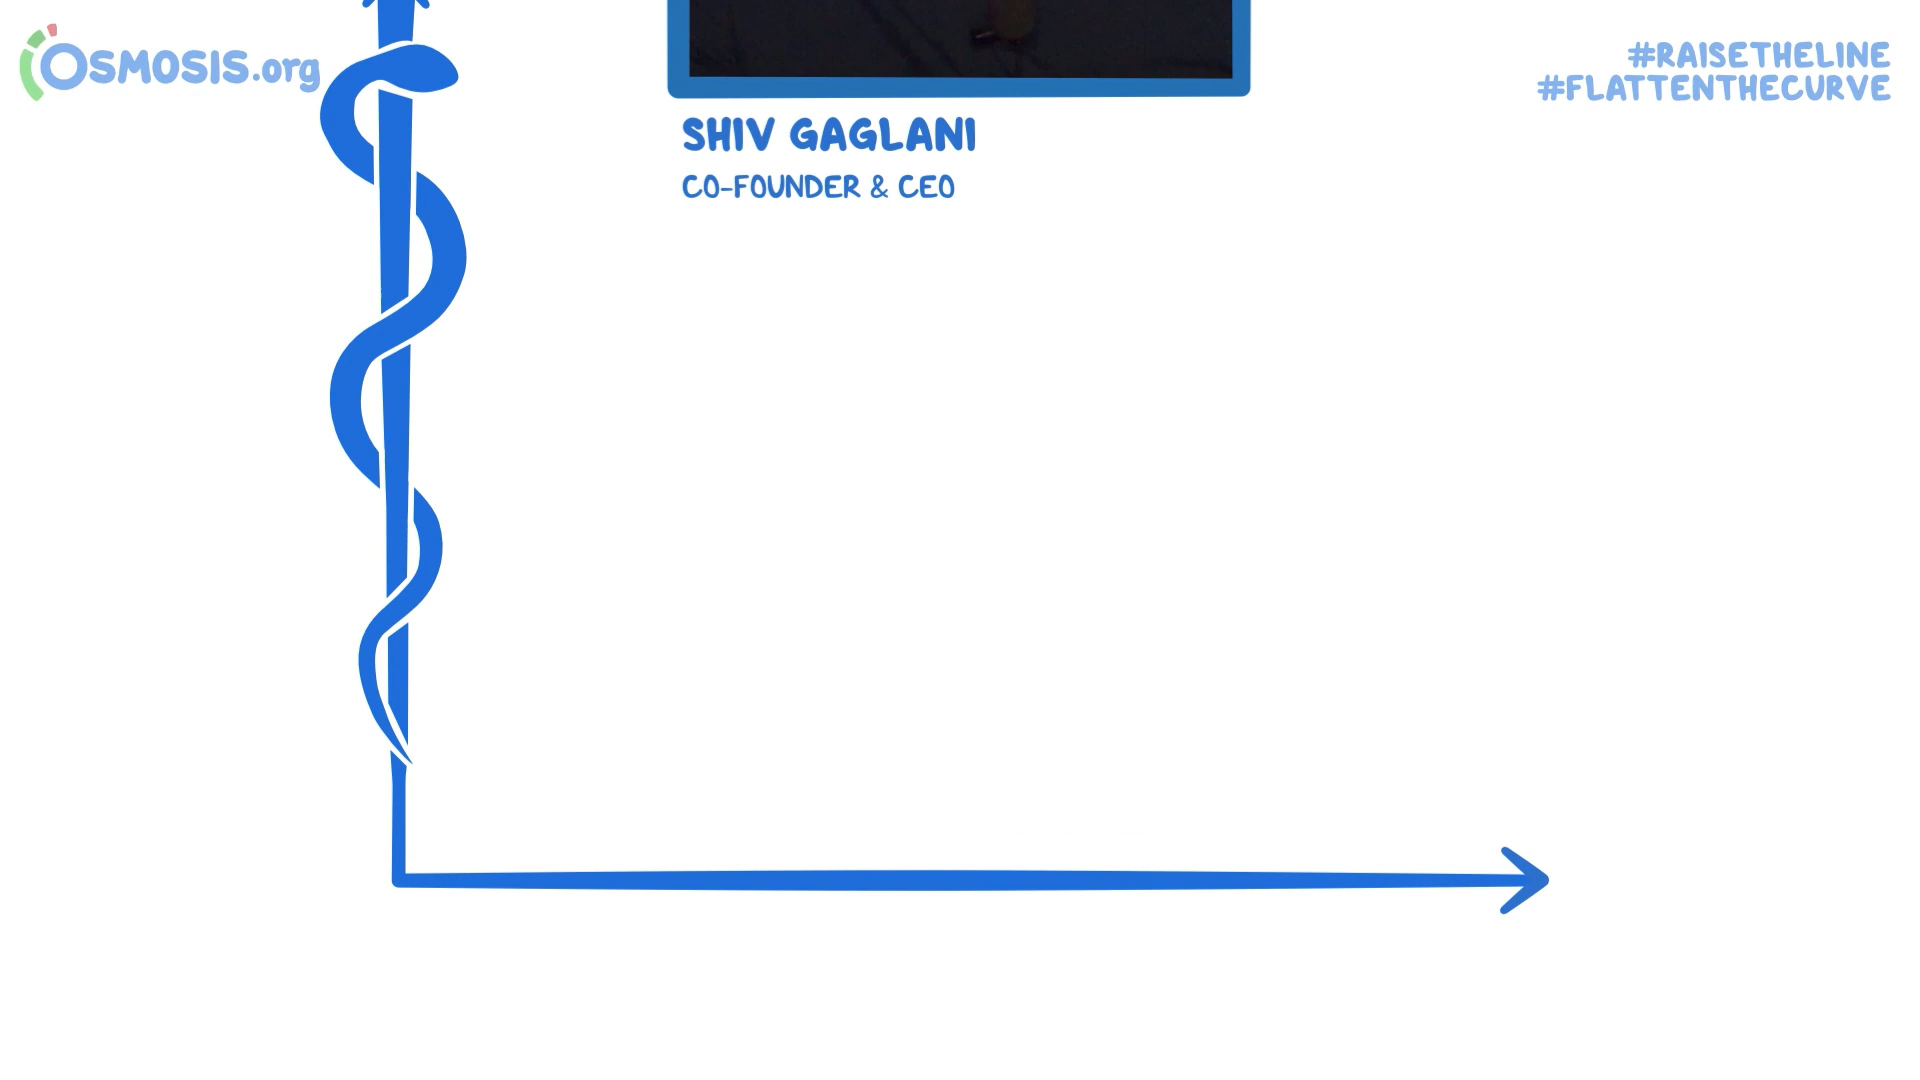 OSMOSIS.org
#RAISETHELINE
#FLATTENTHECURVE
SHIV GAGLANI
CO-FOUNDER & CEO